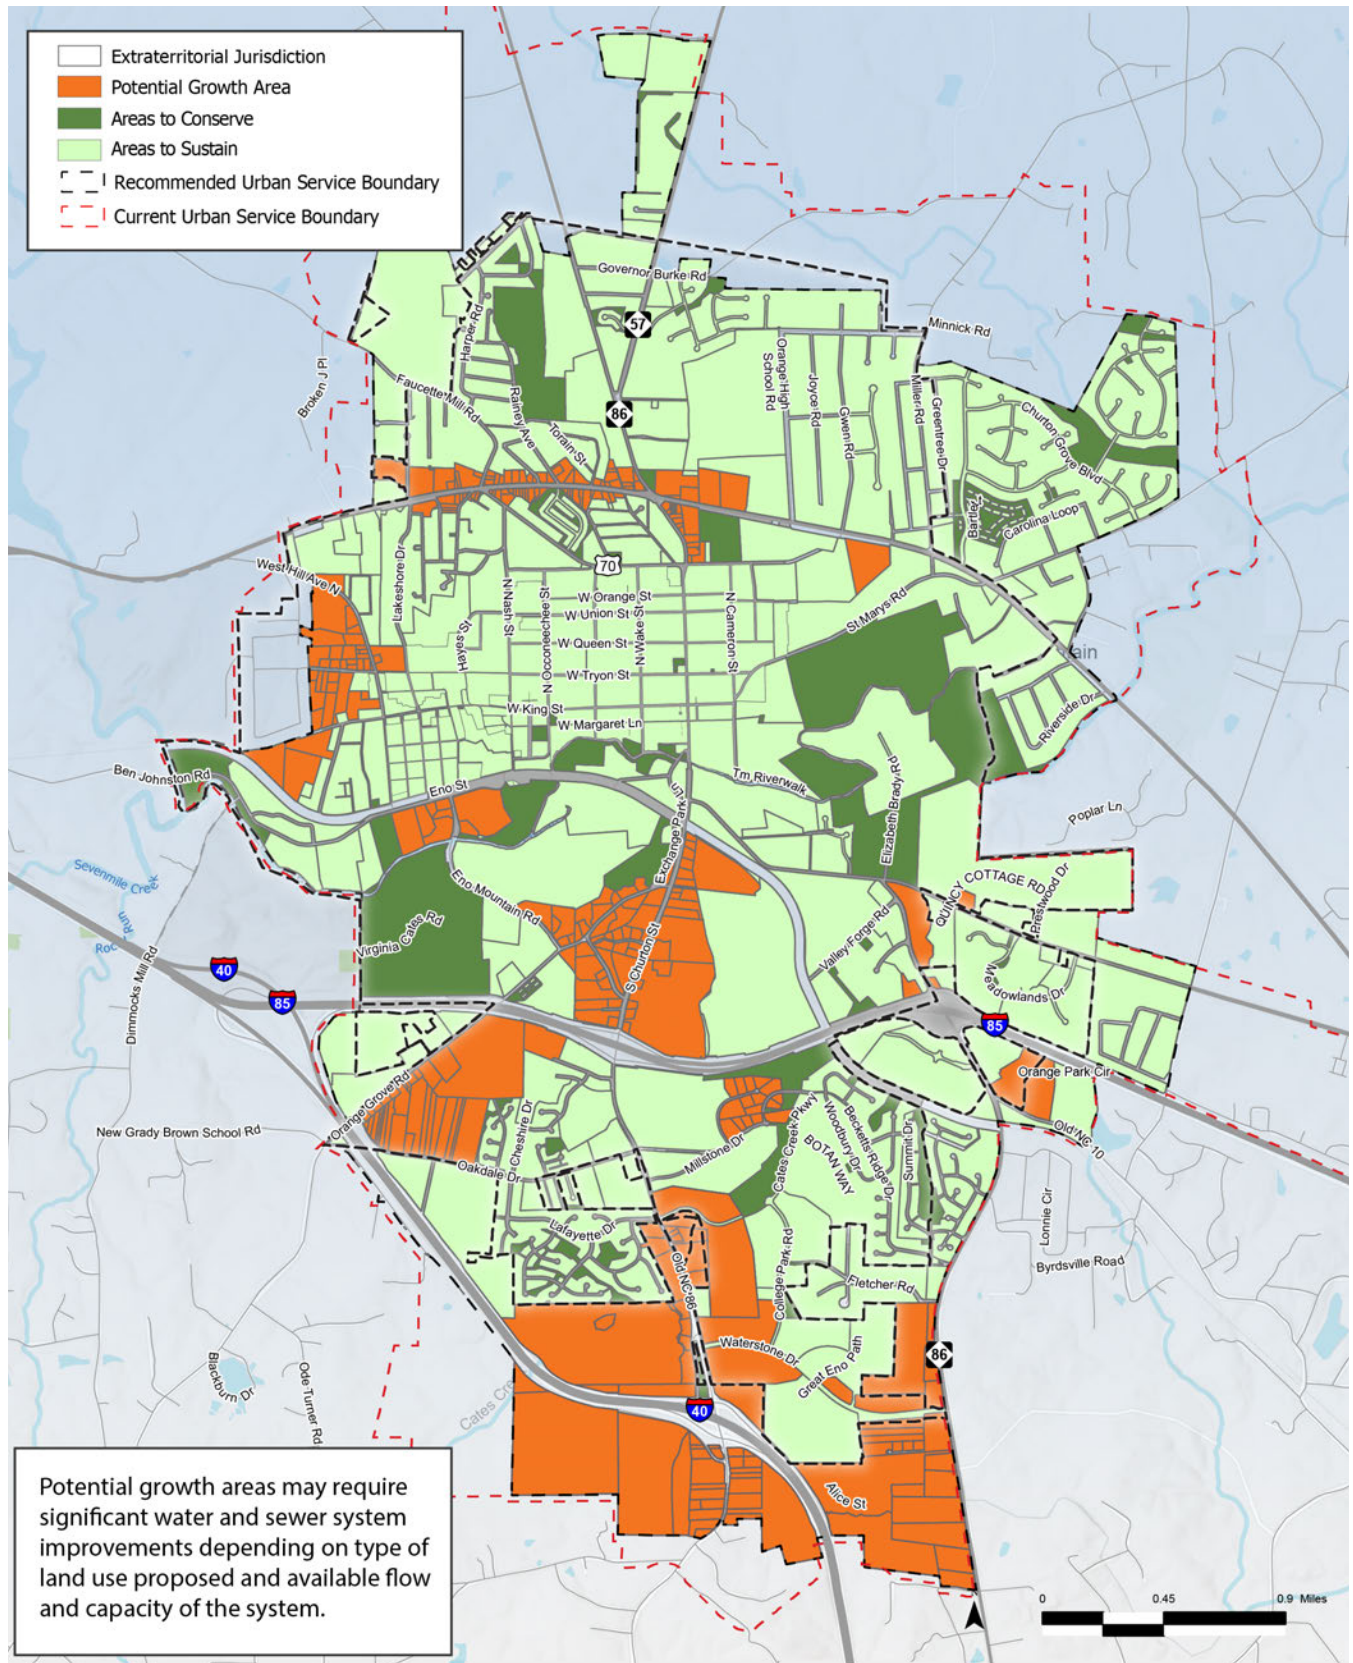 Extraterritorial Jurisdiction
Potential Growth Area
Areas to Conserve
Areas to Sustain
Recommended Urban Service Boundary
Current Urban Service Boundary
Governor Burke Rd
57
Minnick Rd
Harper Rd
Broken J Pl
Faucette Mill Rd
Rainey Ave
86
Torain St
Orange High
School Rd
Joyce Rd
Gwen Rd
Miller Rd
Greentree Dr
Churton Grove Blvd
Bartlett
Carolina Loop
West Hill Ave N
Lakeshore Dr
70
N Nash St
N Occoneechee St
W Orange St
W Union St
N Wake St
N Cameron St
St Marys Rd
Hayes St
W Queen St
W Tryon St
W King St
W Margaret Ln
Riverside Dr
Ben Johnston Rd
Eno St
Exchange Park Ln
Tm Riverwalk
Elizabeth Brady Rd
Poplar Ln
Sevenmile Creek
Eno Mountain Rd
QUINCY COTTAGE RD
Prestwood Dr
Virginia Cates Rd
S Churton St
Valley Forge Rd
Meadowlands Dr
Dimmocks Mill Rd
40
85
85
Orange Grove Rd
Orange Park Cir
New Grady Brown School Rd
Cheshire Dr
Oakdale Dr
Millstone Dr
Cates Creek Pkwy
Woodbury Dr
Becketts Ridge Dr
BOTAN WAY
Summit Dr
Old NC 10
Lafayette Dr
Lonnie Cir
Byrdsville Road
Old NC 86
College Park Rd
Fletcher Rd
Waterstone Dr
Great Eno Path
86
Blackburn Dr
Ode Turner Rd
40
Alice St
Potential growth areas may require
significant water and sewer system
improvements depending on type of
land use proposed and available flow
and capacity of the system.
0 0.45 0.9 Miles